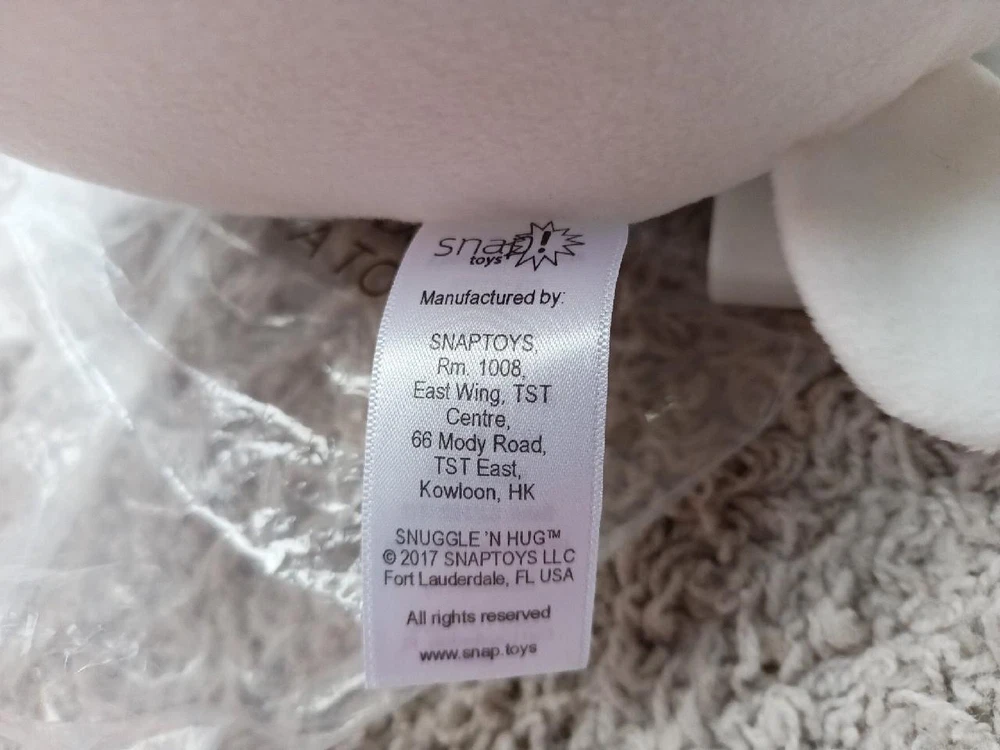 snap!
toys
Manufactured by:
SNAPTOYS,
Rm. 1008,
East Wing, TST
Centre,
66 Mody Road,
TST East,
Kowloon, HK
SNUGGLE 'N HUG™
© 2017 SNAPTOYS LLC
Fort Lauderdale, FL USA
All rights reserved
www.snap.toys